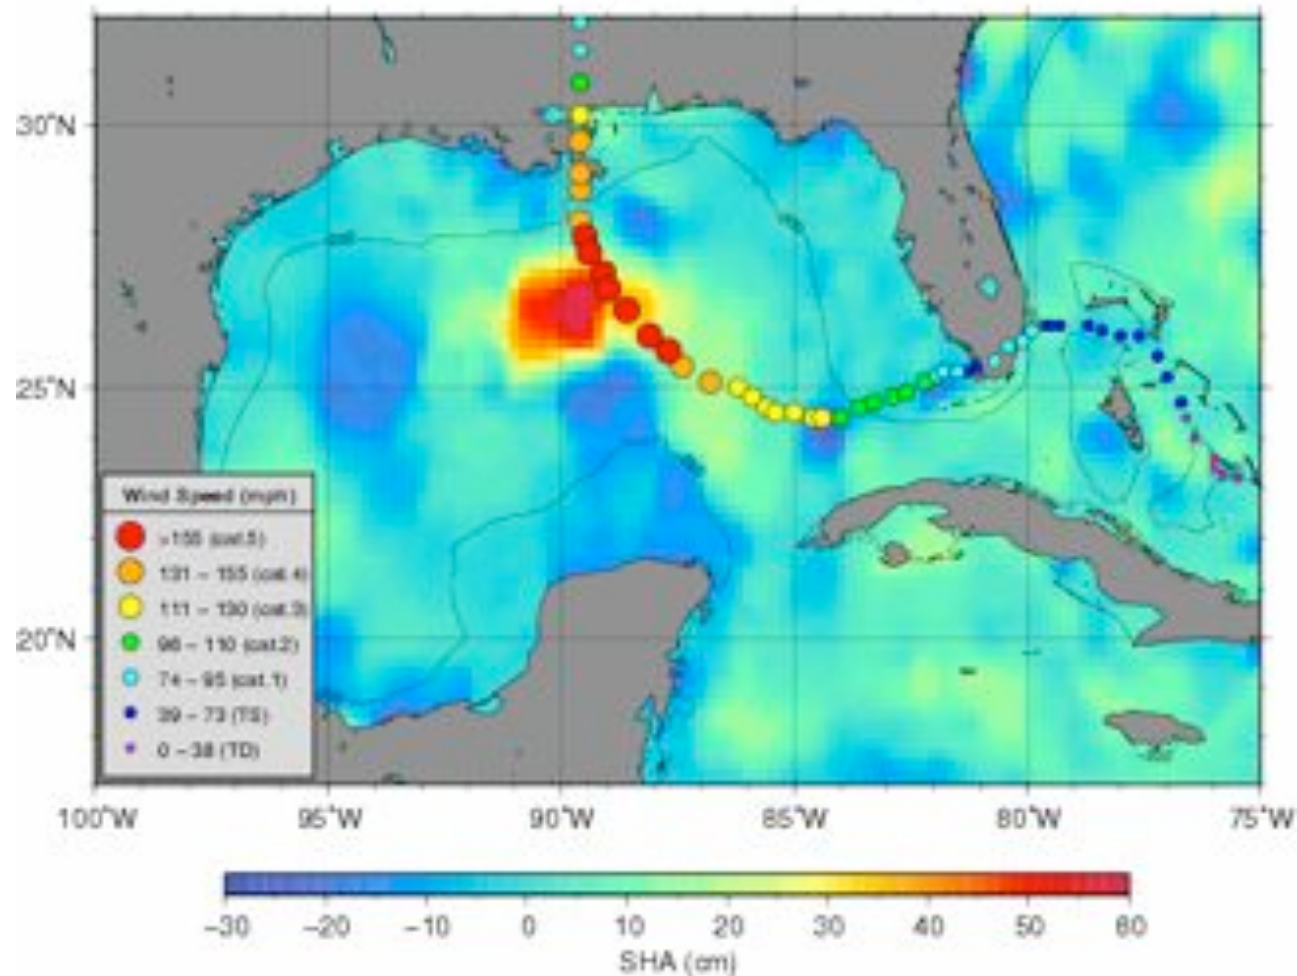 30°N
25°N
20°N
Wind Speed (mph)
>155 (cat.5)
131 – 155 (cat.4)
111 – 130 (cat.3)
96 – 110 (cat.2)
74 – 95 (cat.1)
39 – 73 (TS)
0 – 38 (TD)
100°W 95°W 90°W 85°W 80°W 75°W
−30 −20 −10 0 10 20 30 40 50 60
SHA (cm)